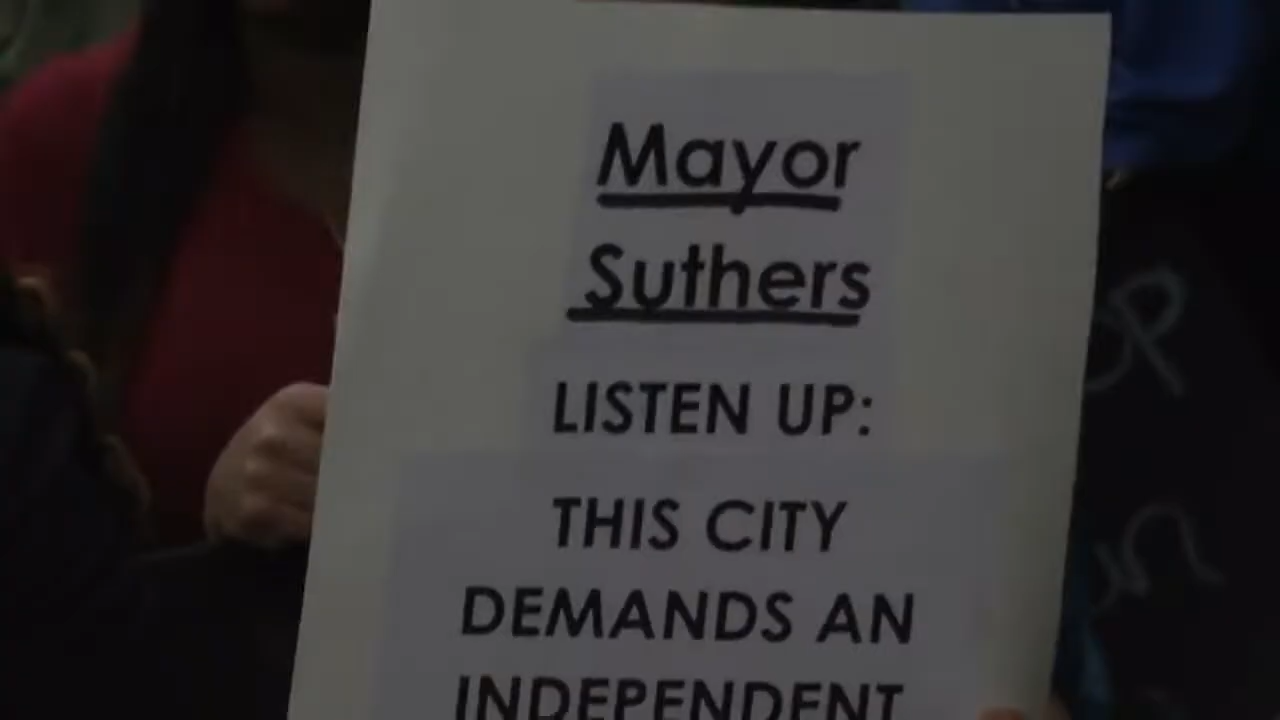 Mayor
Suthers
LISTEN UP:
THIS CITY
DEMANDS AN
INDEPENDENT